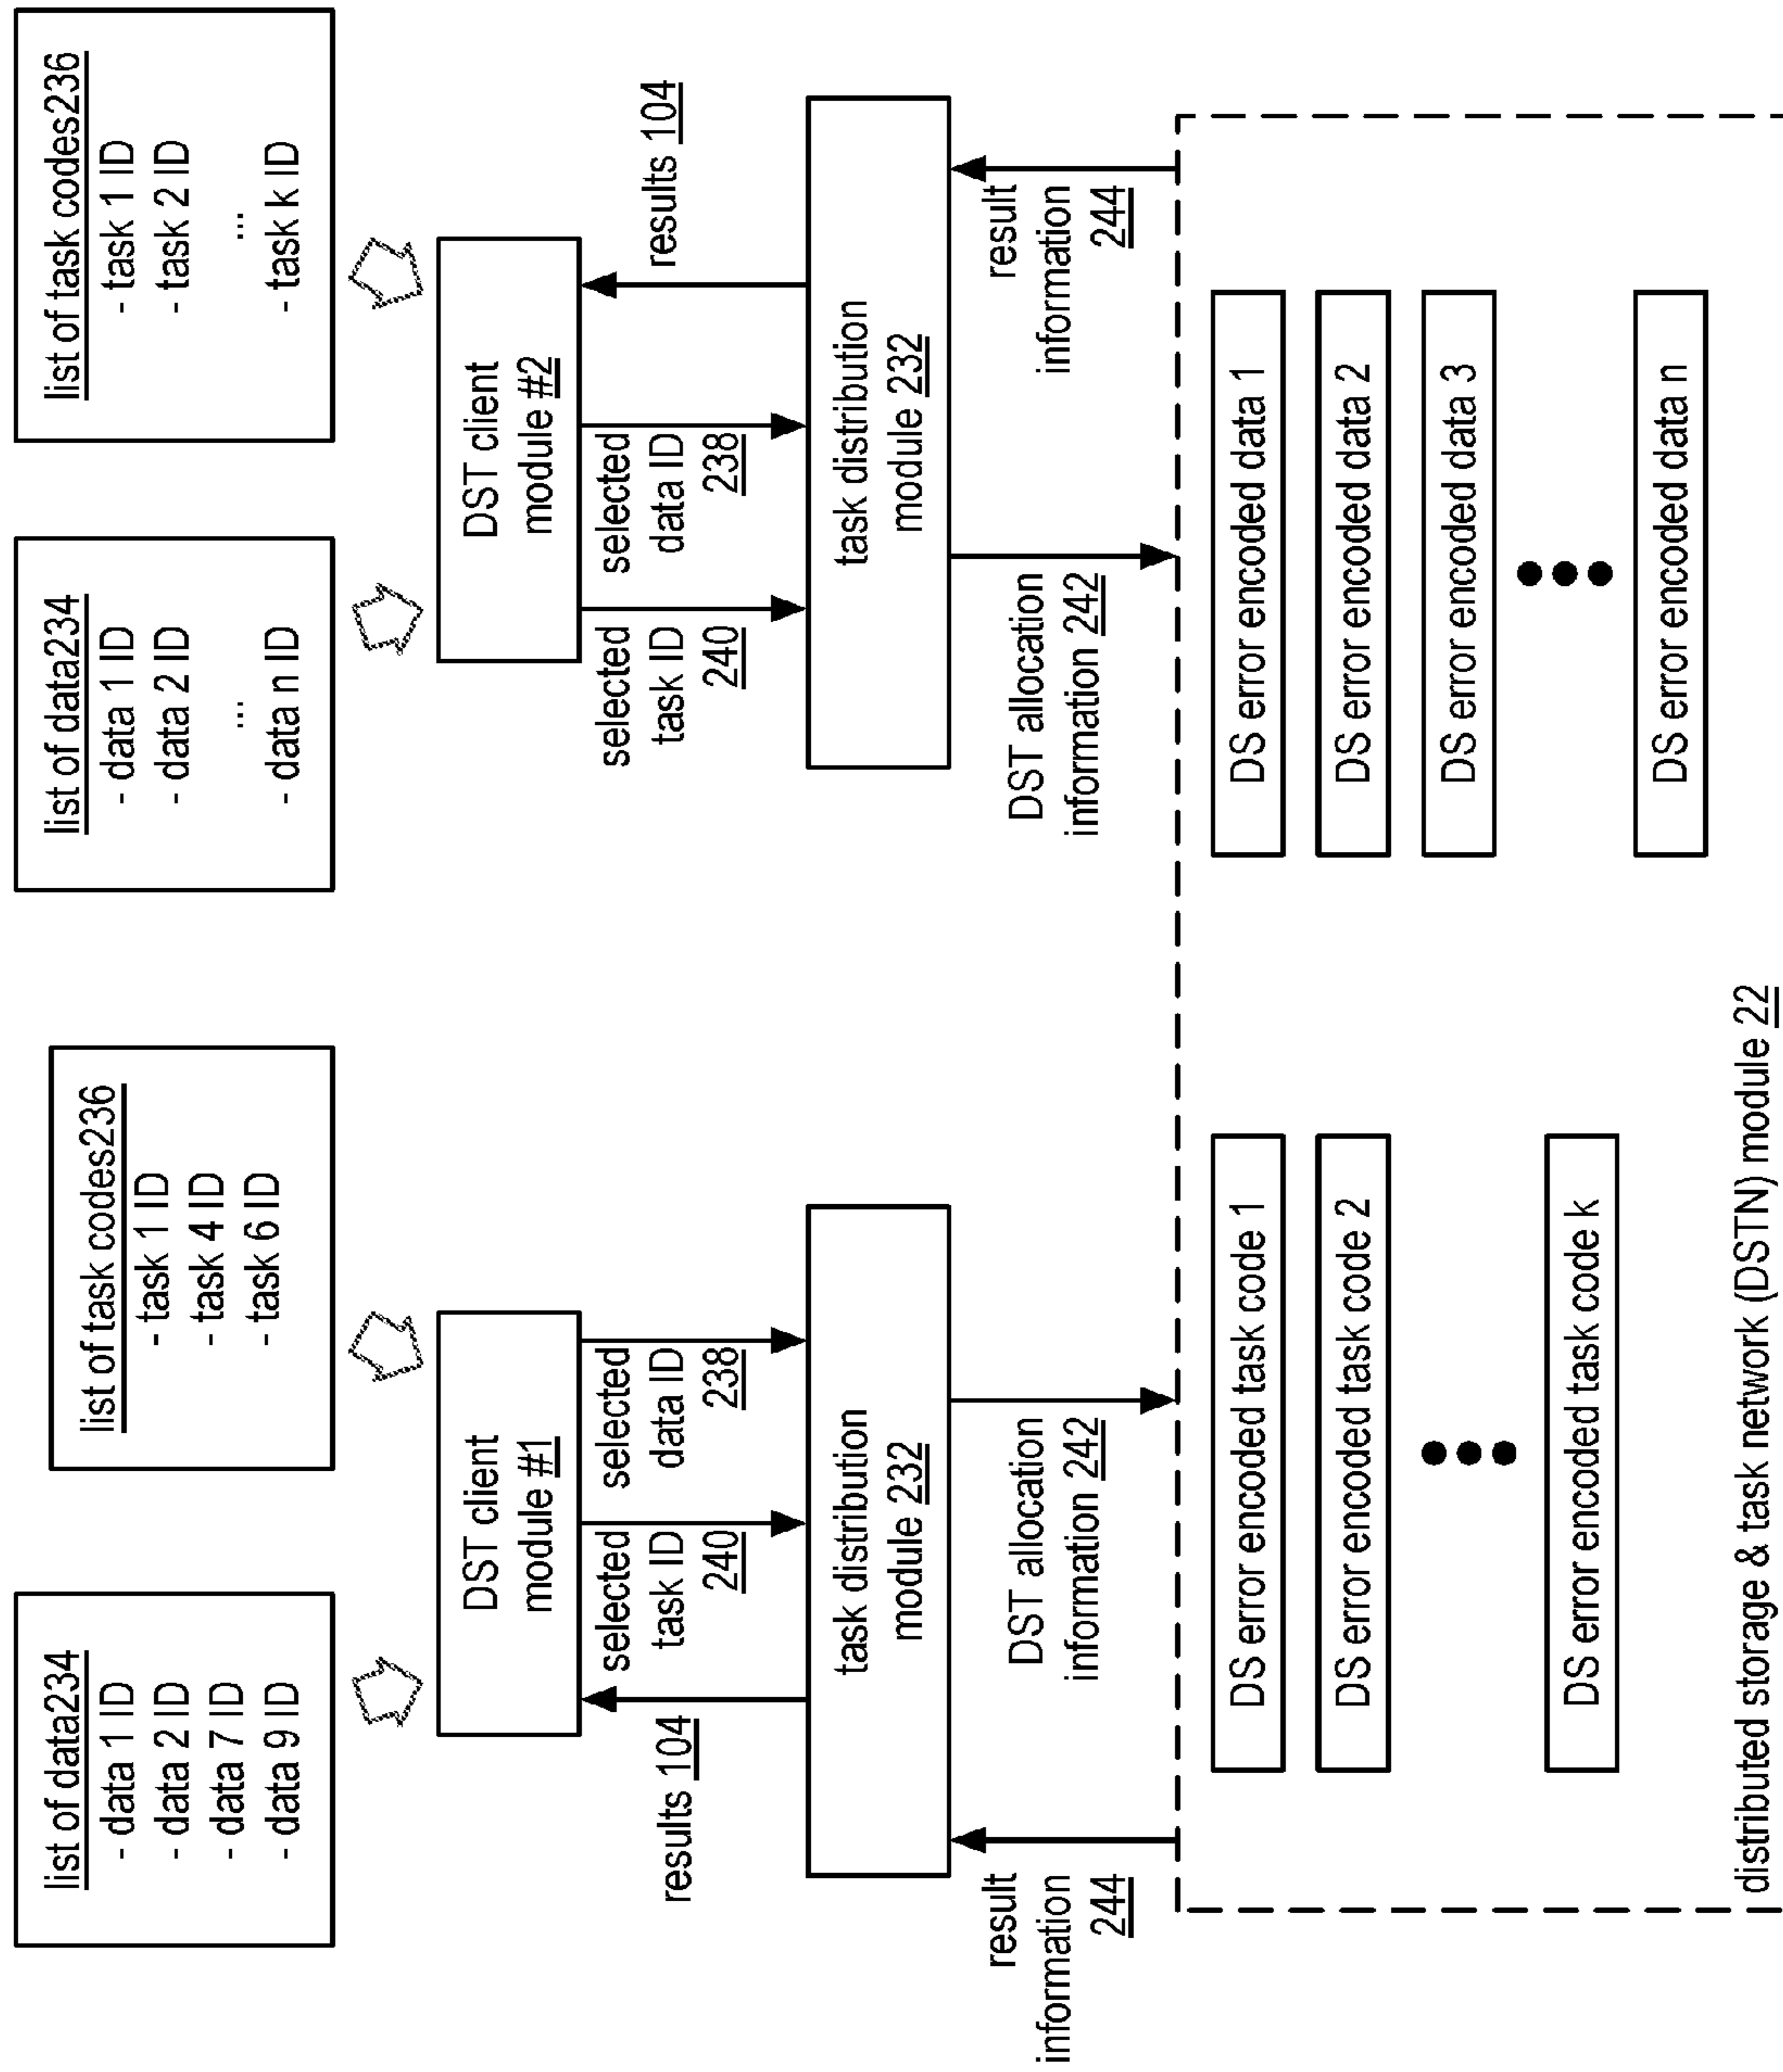 list of data234
- data 1 ID
- data 2 ID
- data 7 ID
- data 9 ID
list of task codes236
- task 1 ID
- task 4 ID
- task 6 ID
list of data234
- data 1 ID
- data 2 ID
...
- data n ID
list of task codes236
- task 1 ID
- task 2 ID
...
- task k ID
DST client
module #1
DST client
module #2
results 104
selected
task ID
240
selected
data ID
238
selected
task ID
240
selected
data ID
238
results 104
task distribution
module 232
task distribution
module 232
result
information
244
DST allocation
information 242
DST allocation
information 242
result
information
244
DS error encoded task code 1
DS error encoded task code 2
DS error encoded task code k
DS error encoded data 1
DS error encoded data 2
DS error encoded data 3
DS error encoded data n
distributed storage & task network (DSTN) module 22